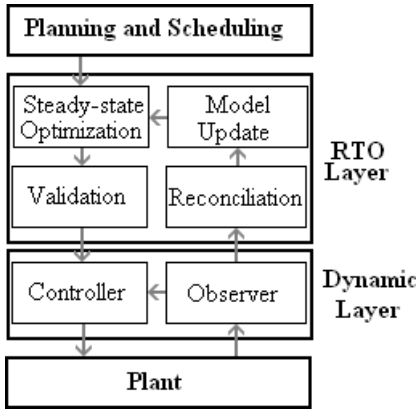 Planning and Scheduling
Steady-state
Optimization
Model
Update
Validation
Reconciliation
RTO
Layer
Controller
Observer
Dynamic
Layer
Plant